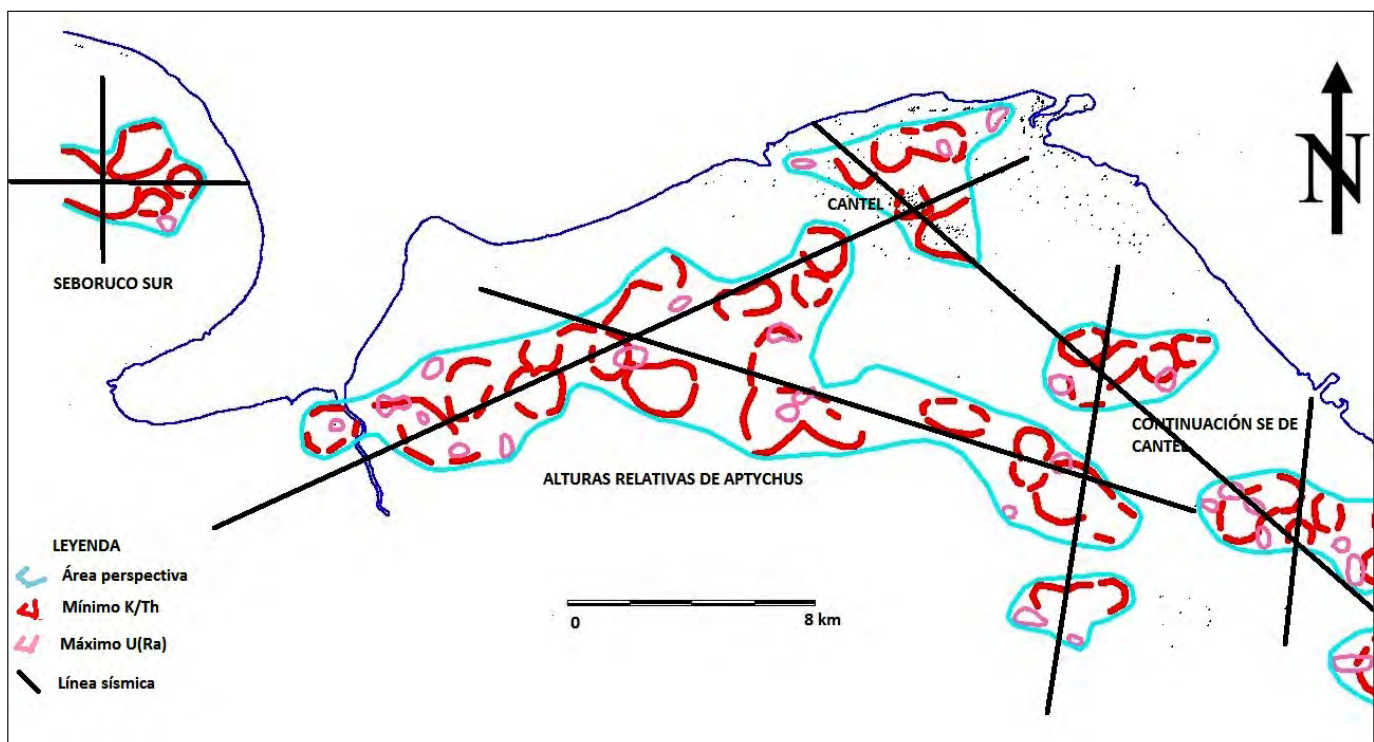 N
CANTEL
SEBORUCO SUR
CONTINUACIÓN SE DE
CANTEL
ALTURAS RELATIVAS DE APTYCHUS
LEYENDA
Área perspectiva
Mínimo K/Th
Máximo U(Ra)
Línea sísmica
0 8 km